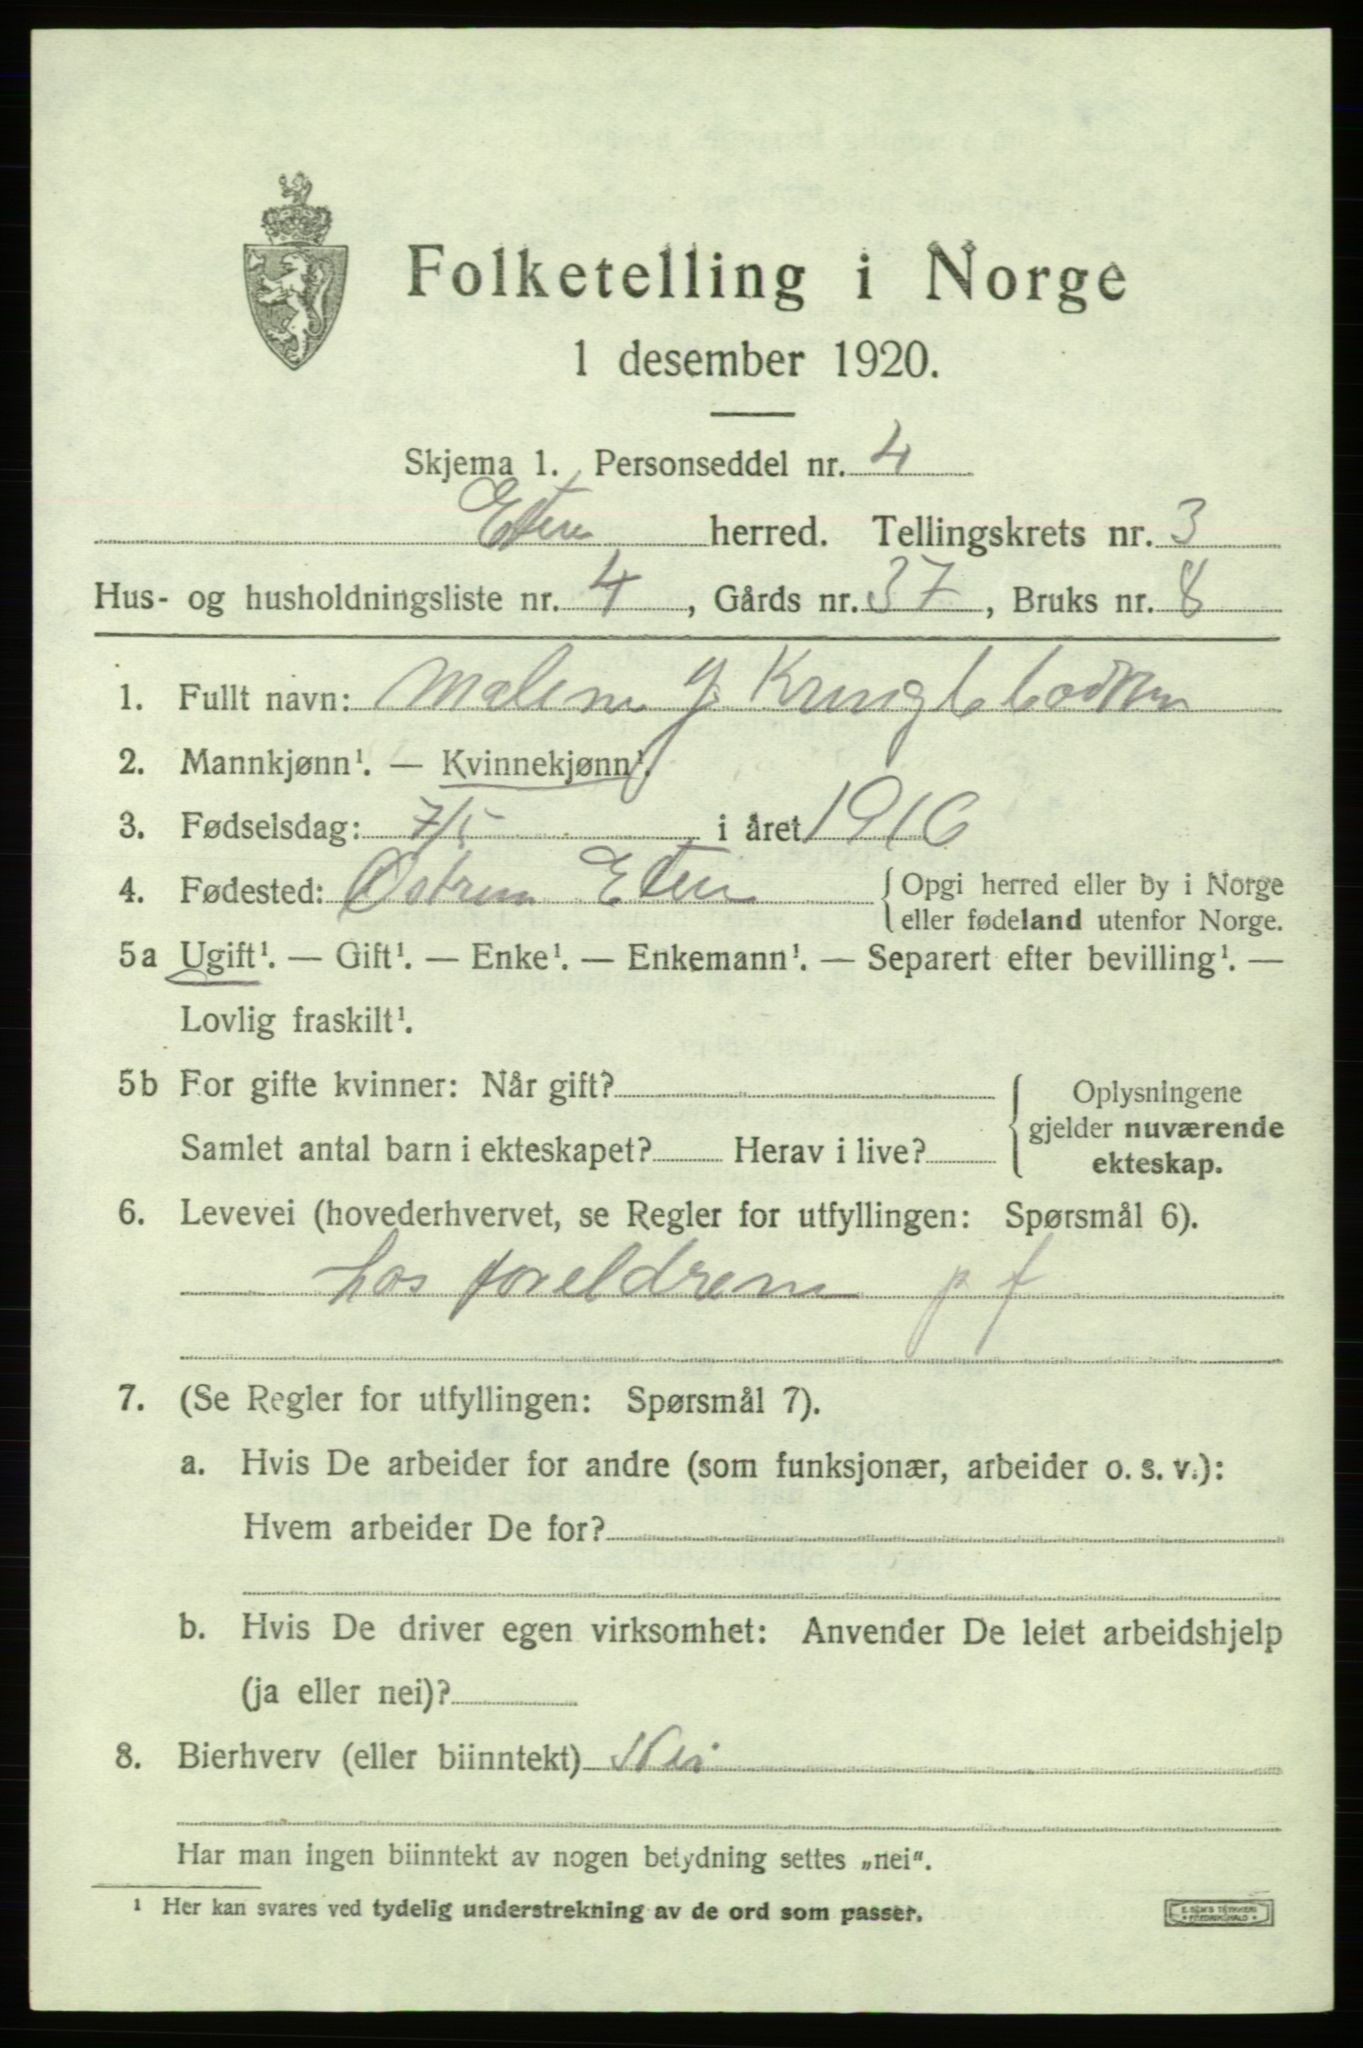 Folketelling i Norge
1 desember 1920.
Skjema 1. Personseddel nr. 4
Etne herred. Tellingskrets nr. 3
Hus- og husholdningsliste nr. 4, Gårds nr. 37, Bruks nr. 8
1. Fullt navn: Malene J
2. Mannkjønn¹. — Kvinnekjønn¹.
3. Fødselsdag: 7/5 i året 1916
4. Fødested: Østrem Etne { Opgi herred eller by i Norge
eller fødeland utenfor Norge.
5a Ugift¹. — Gift¹. — Enke¹. — Enkemann¹. — Separert efter bevilling¹. —
Lovlig fraskilt¹.
5b For gifte kvinner: Når gift? { Oplysningene
gjelder nuværende
Samlet antal barn i ekteskapet? Herav i live?
ekteskap.
6. Levevei (hovederhvervet, se Regler for utfyllingen: Spørsmål 6).
hos foreldrene pf
7. (Se Regler for utfyllingen: Spørsmål 7).
a. Hvis De arbeider for andre (som funksjonær, arbeider o. s. v.):
Hvem arbeider De for?
b. Hvis De driver egen virksomhet: Anvender De leiet arbeidshjelp
(ja eller nei)?
8. Bierhverv (eller biinntekt) Nei
Har man ingen biinntekt av nogen betydning settes „nei“.
¹ Her kan svares ved tydelig understrekning av de ord som passer.